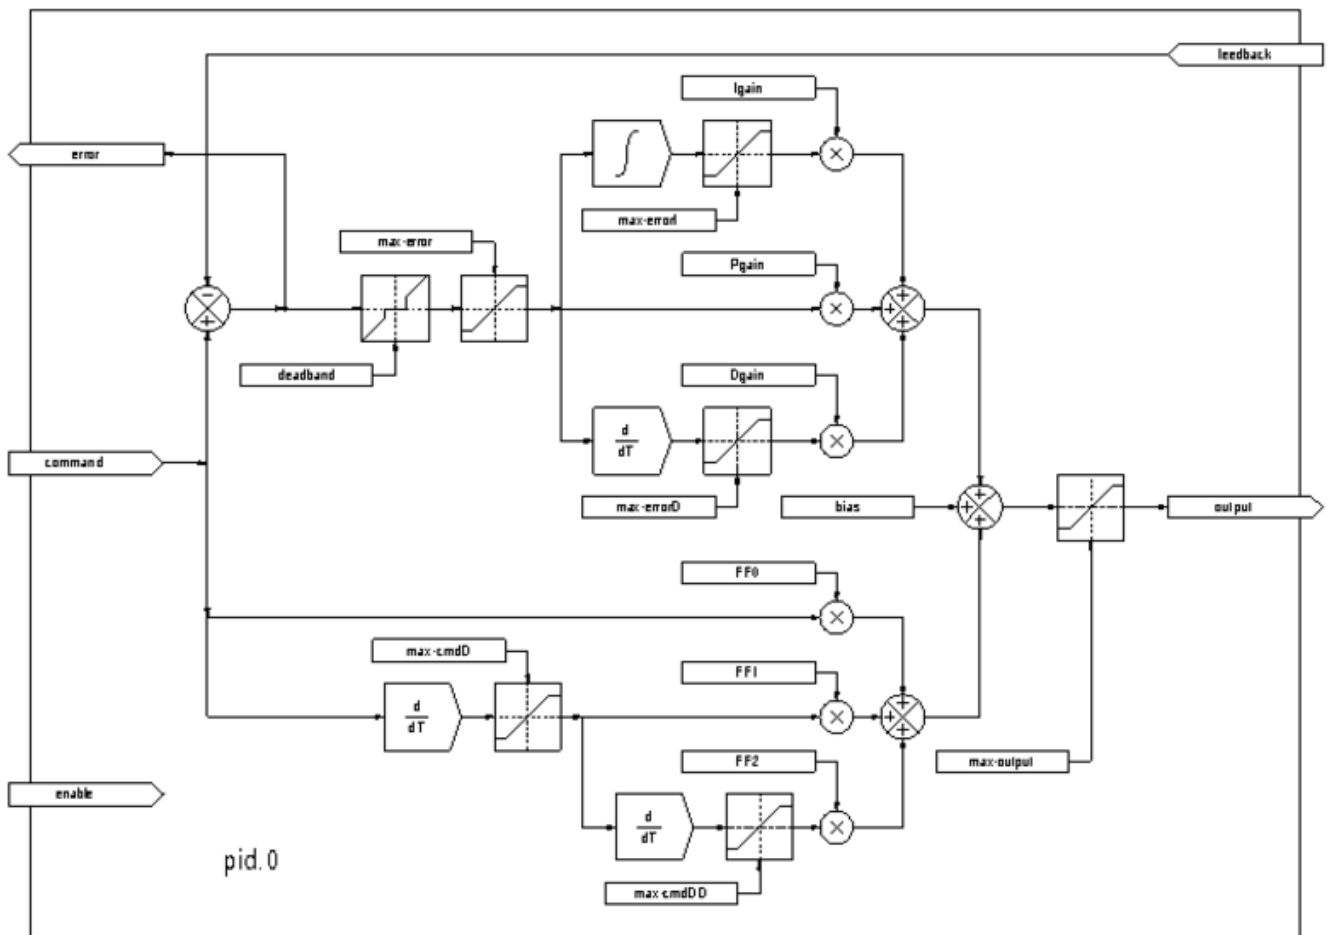 feedback
Igain
error
max-errorI
max-error
Pgain
−
+
+
+
+
deadband
Dgain
d
dT
command
max-errorD
bias
+
+
+
output
FF0
max-cmdD
FF1
d
dT
+
+
+
max-output
FF2
enable
d
dT
pid.0
max-cmdDD